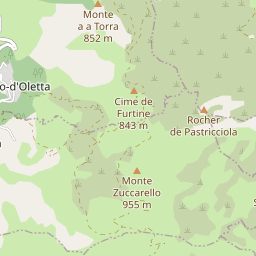 Monte
a a Torra
852 m
o-d'Oletta
Cime de
Furtine
843 m
Rocher
de Pastricciola
Monte
Zuccarello
955 m